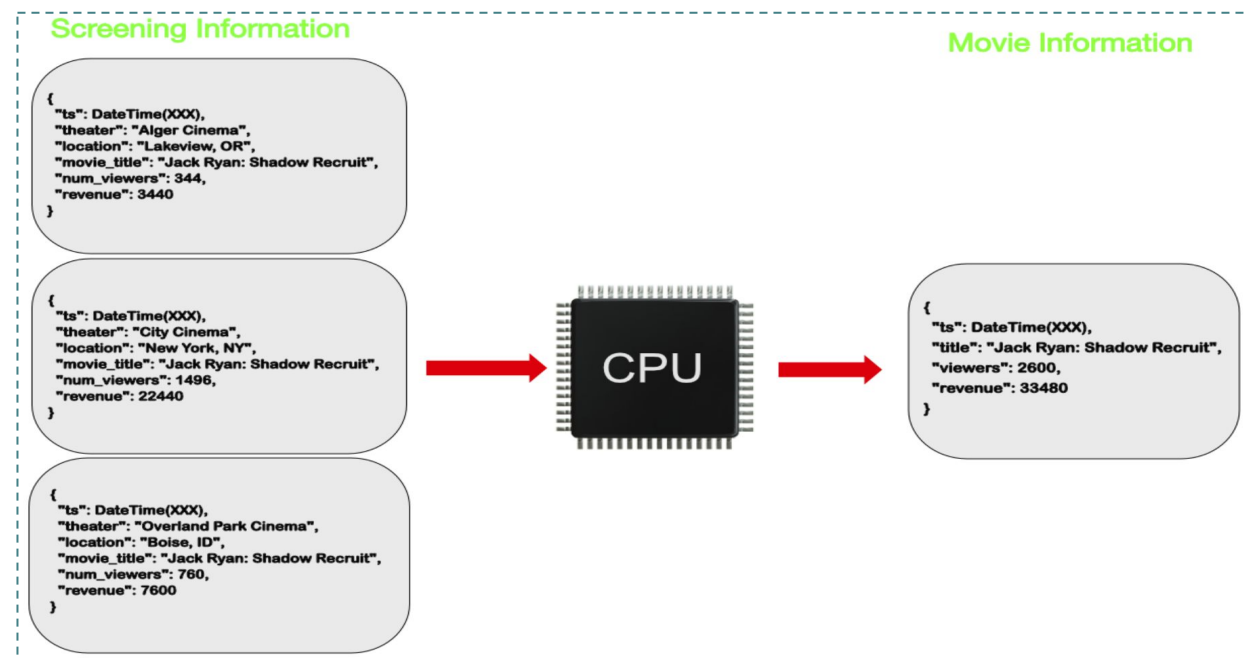 Screening Information
Movie Information
{
"ts": DateTime(XXX),
"theater": "Alger Cinema",
"location": "Lakeview, OR",
"movie_title": "Jack Ryan: Shadow Recruit",
"num_viewers": 344,
"revenue": 3440
}
{
"ts": DateTime(XXX),
"theater": "City Cinema",
"location": "New York, NY",
"movie_title": "Jack Ryan: Shadow Recruit",
"num_viewers": 1496,
"revenue": 22440
}
{
"ts": DateTime(XXX),
"theater": "Overland Park Cinema",
"location": "Boise, ID",
"movie_title": "Jack Ryan: Shadow Recruit",
"num_viewers": 760,
"revenue": 7600
}
CPU
{
"ts": DateTime(XXX),
"title": "Jack Ryan: Shadow Recruit",
"viewers": 2600,
"revenue": 33480
}